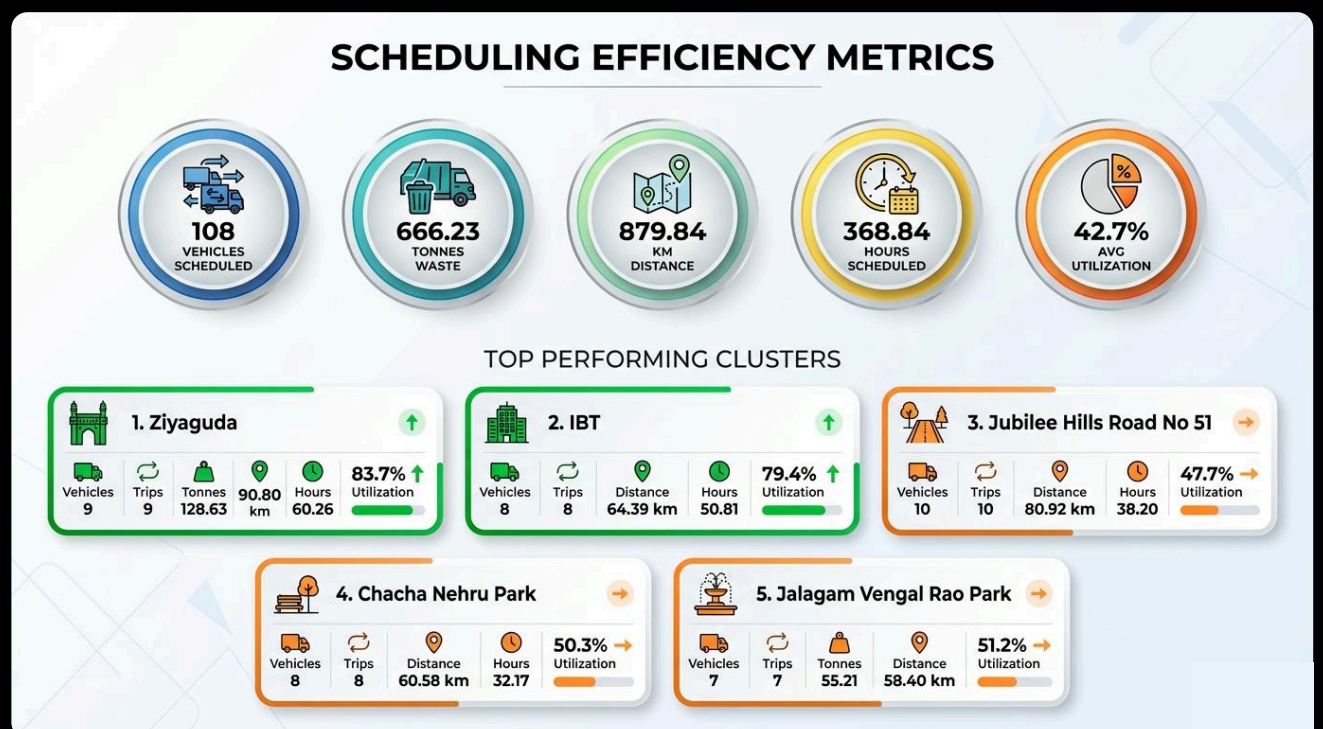 SCHEDULING EFFICIENCY METRICS
108
VEHICLES
SCHEDULED
666.23
TONNES
WASTE
879.84
KM
DISTANCE
368.84
HOURS
SCHEDULED
%
42.7%
AVG
UTILIZATION
TOP PERFORMING CLUSTERS
1. Ziyaguda
Vehicles
9
Trips
9
Tonnes
128.63
90.80
km
Hours
60.26
83.7%
Utilization
2. IBT
Vehicles
8
Trips
8
Distance
64.39 km
Hours
50.81
79.4%
Utilization
3. Jubilee Hills Road No 51
Vehicles
10
Trips
10
Distance
80.92 km
Hours
38.20
47.7%
Utilization
4. Chacha Nehru Park
Vehicles
8
Trips
8
Distance
60.58 km
Hours
32.17
50.3%
Utilization
5. Jalagam Vengal Rao Park
Vehicles
7
Trips
7
Tonnes
55.21
Distance
58.40 km
51.2%
Utilization